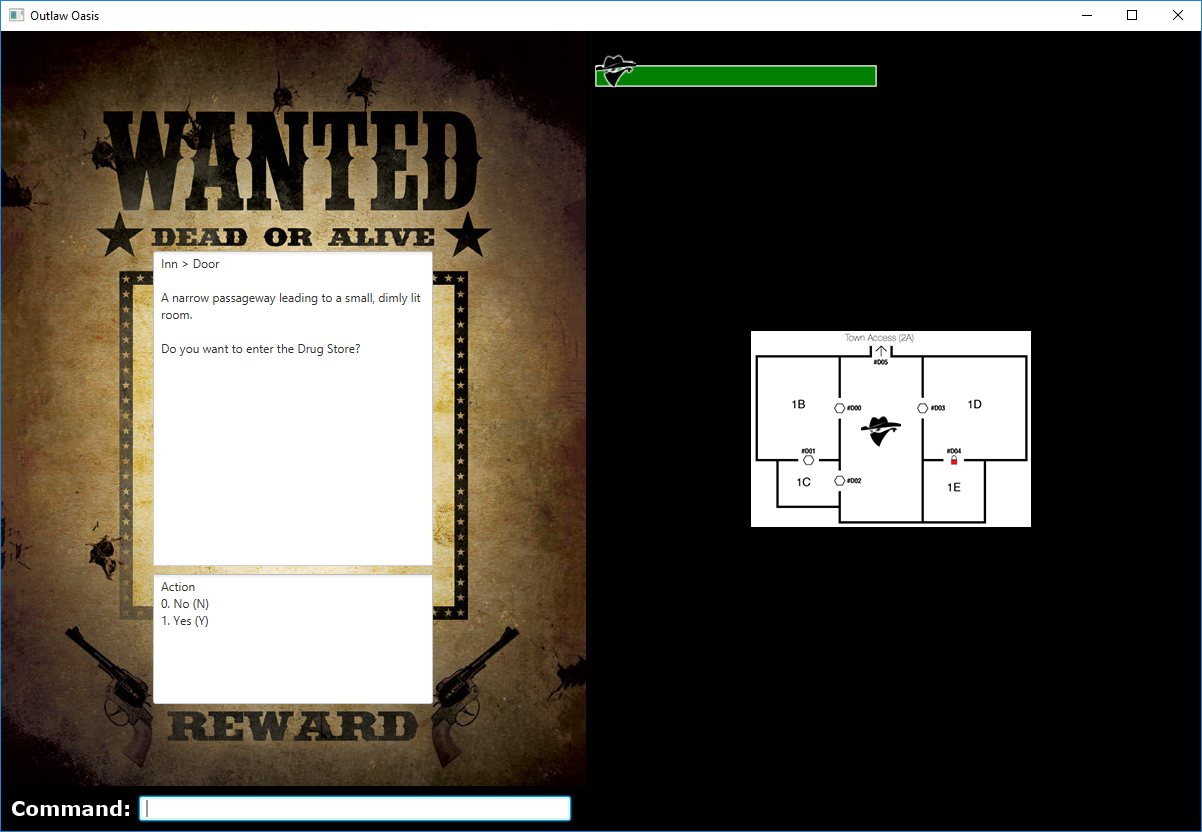 Outlaw Oasis
WANTED
DEAD OR ALIVE
Inn > Door
A narrow passageway leading to a small, dimly lit
room.
Do you want to enter the Drug Store?
Action
0. No (N)
1. Yes (Y)
REWARD
Command:
Town Access (2A)
#D05
1B
#D00
#D03
1D
#D01
#D04
1C
#D02
1E